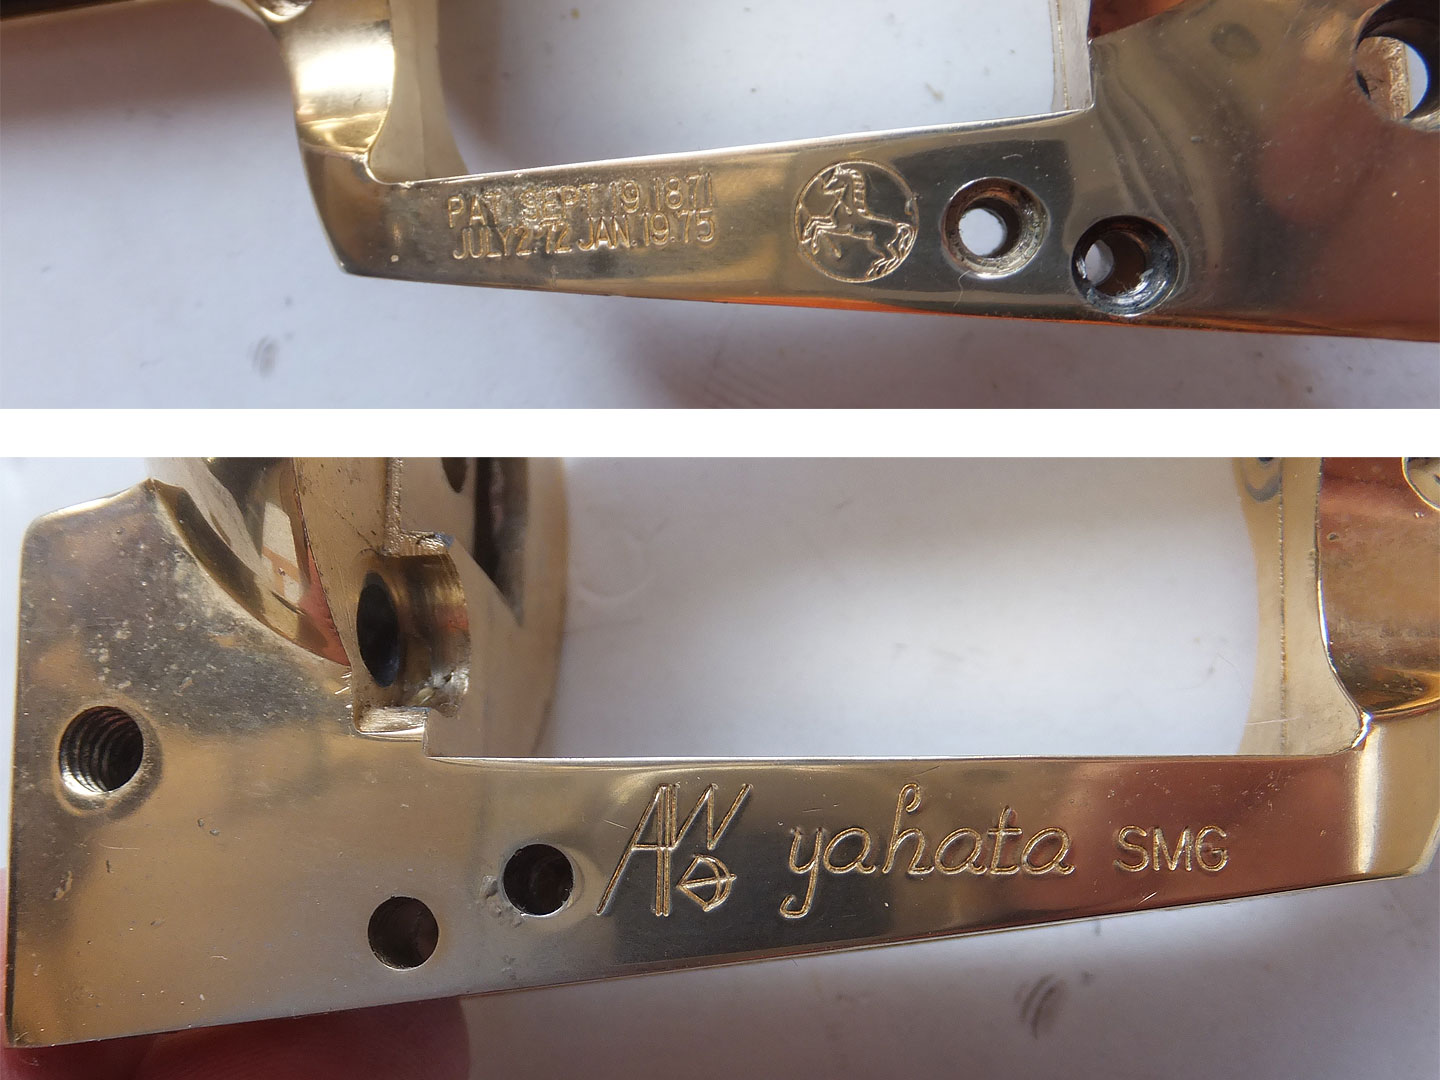 PAT. SEPT. 19. 1871
JULY 2. 72 JAN. 19. 75
AW yahata SMG